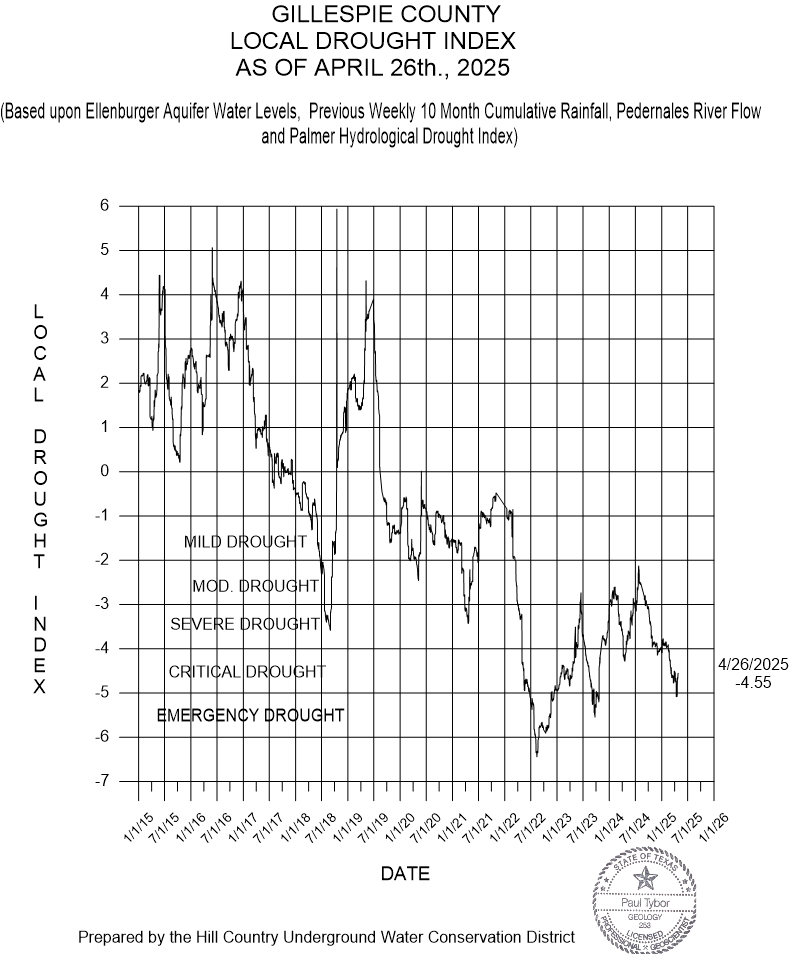 GILLESPIE COUNTY
LOCAL DROUGHT INDEX
AS OF APRIL 26th., 2025
(Based upon Ellenburger Aquifer Water Levels,  Previous Weekly 10 Month Cumulative Rainfall, Pedernales River Flow
and Palmer Hydrological Drought Index)
LOCAL DROUGHT INDEX
6
5
4
3
2
1
0
-1
-2
-3
-4
-5
-6
-7
MILD DROUGHT
MOD. DROUGHT
SEVERE DROUGHT
CRITICAL DROUGHT
EMERGENCY DROUGHT
4/26/2025
-4.55
1/1/15 7/1/15 1/1/16 7/1/16 1/1/17 7/1/17 1/1/18 7/1/18 1/1/19 7/1/19 1/1/20 7/1/20 1/1/21 7/1/21 1/1/22 7/1/22 1/1/23 7/1/23 1/1/24 7/1/24 1/1/25 7/1/25 1/1/26
DATE
STATE OF TEXAS
Paul Tybor
GEOLOGY
253
LICENSED
PROFESSIONAL GEOSCIENTIST
Prepared by the Hill Country Underground Water Conservation District